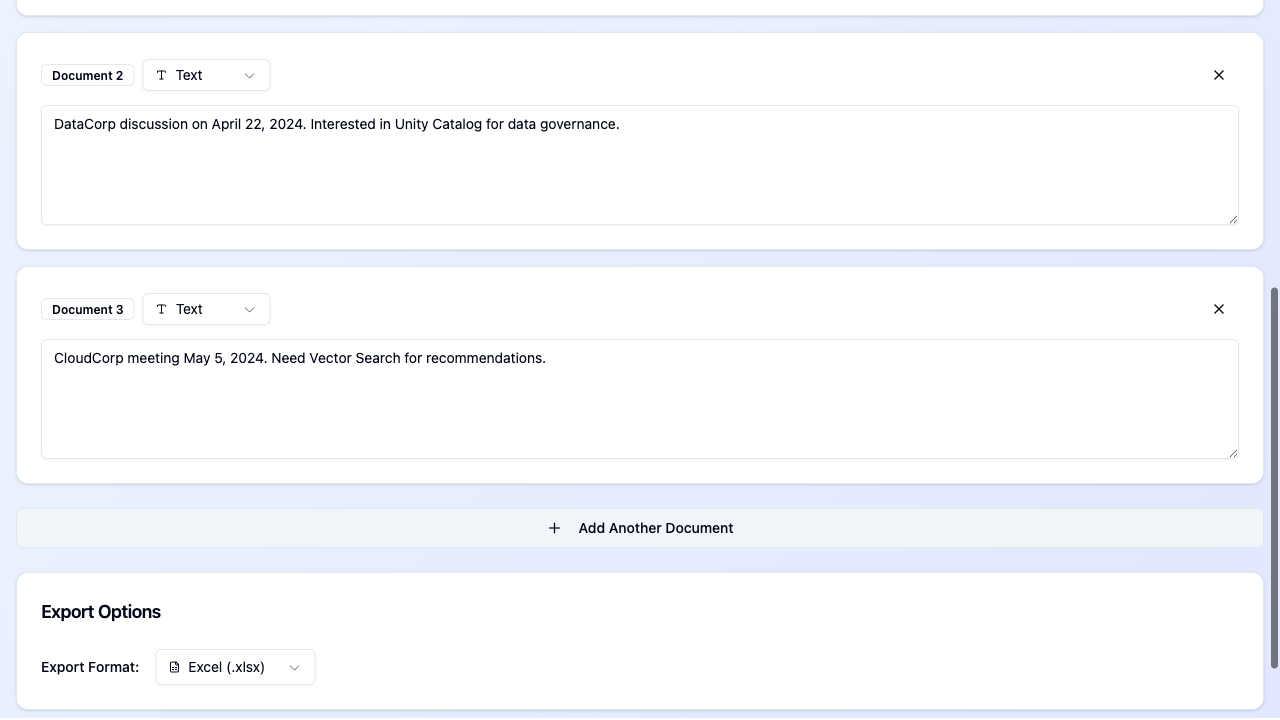 Document 2
Text
DataCorp discussion on April 22, 2024. Interested in Unity Catalog for data governance.
Document 3
Text
CloudCorp meeting May 5, 2024. Need Vector Search for recommendations.
Add Another Document
Export Options
Export Format:
Excel (.xlsx)